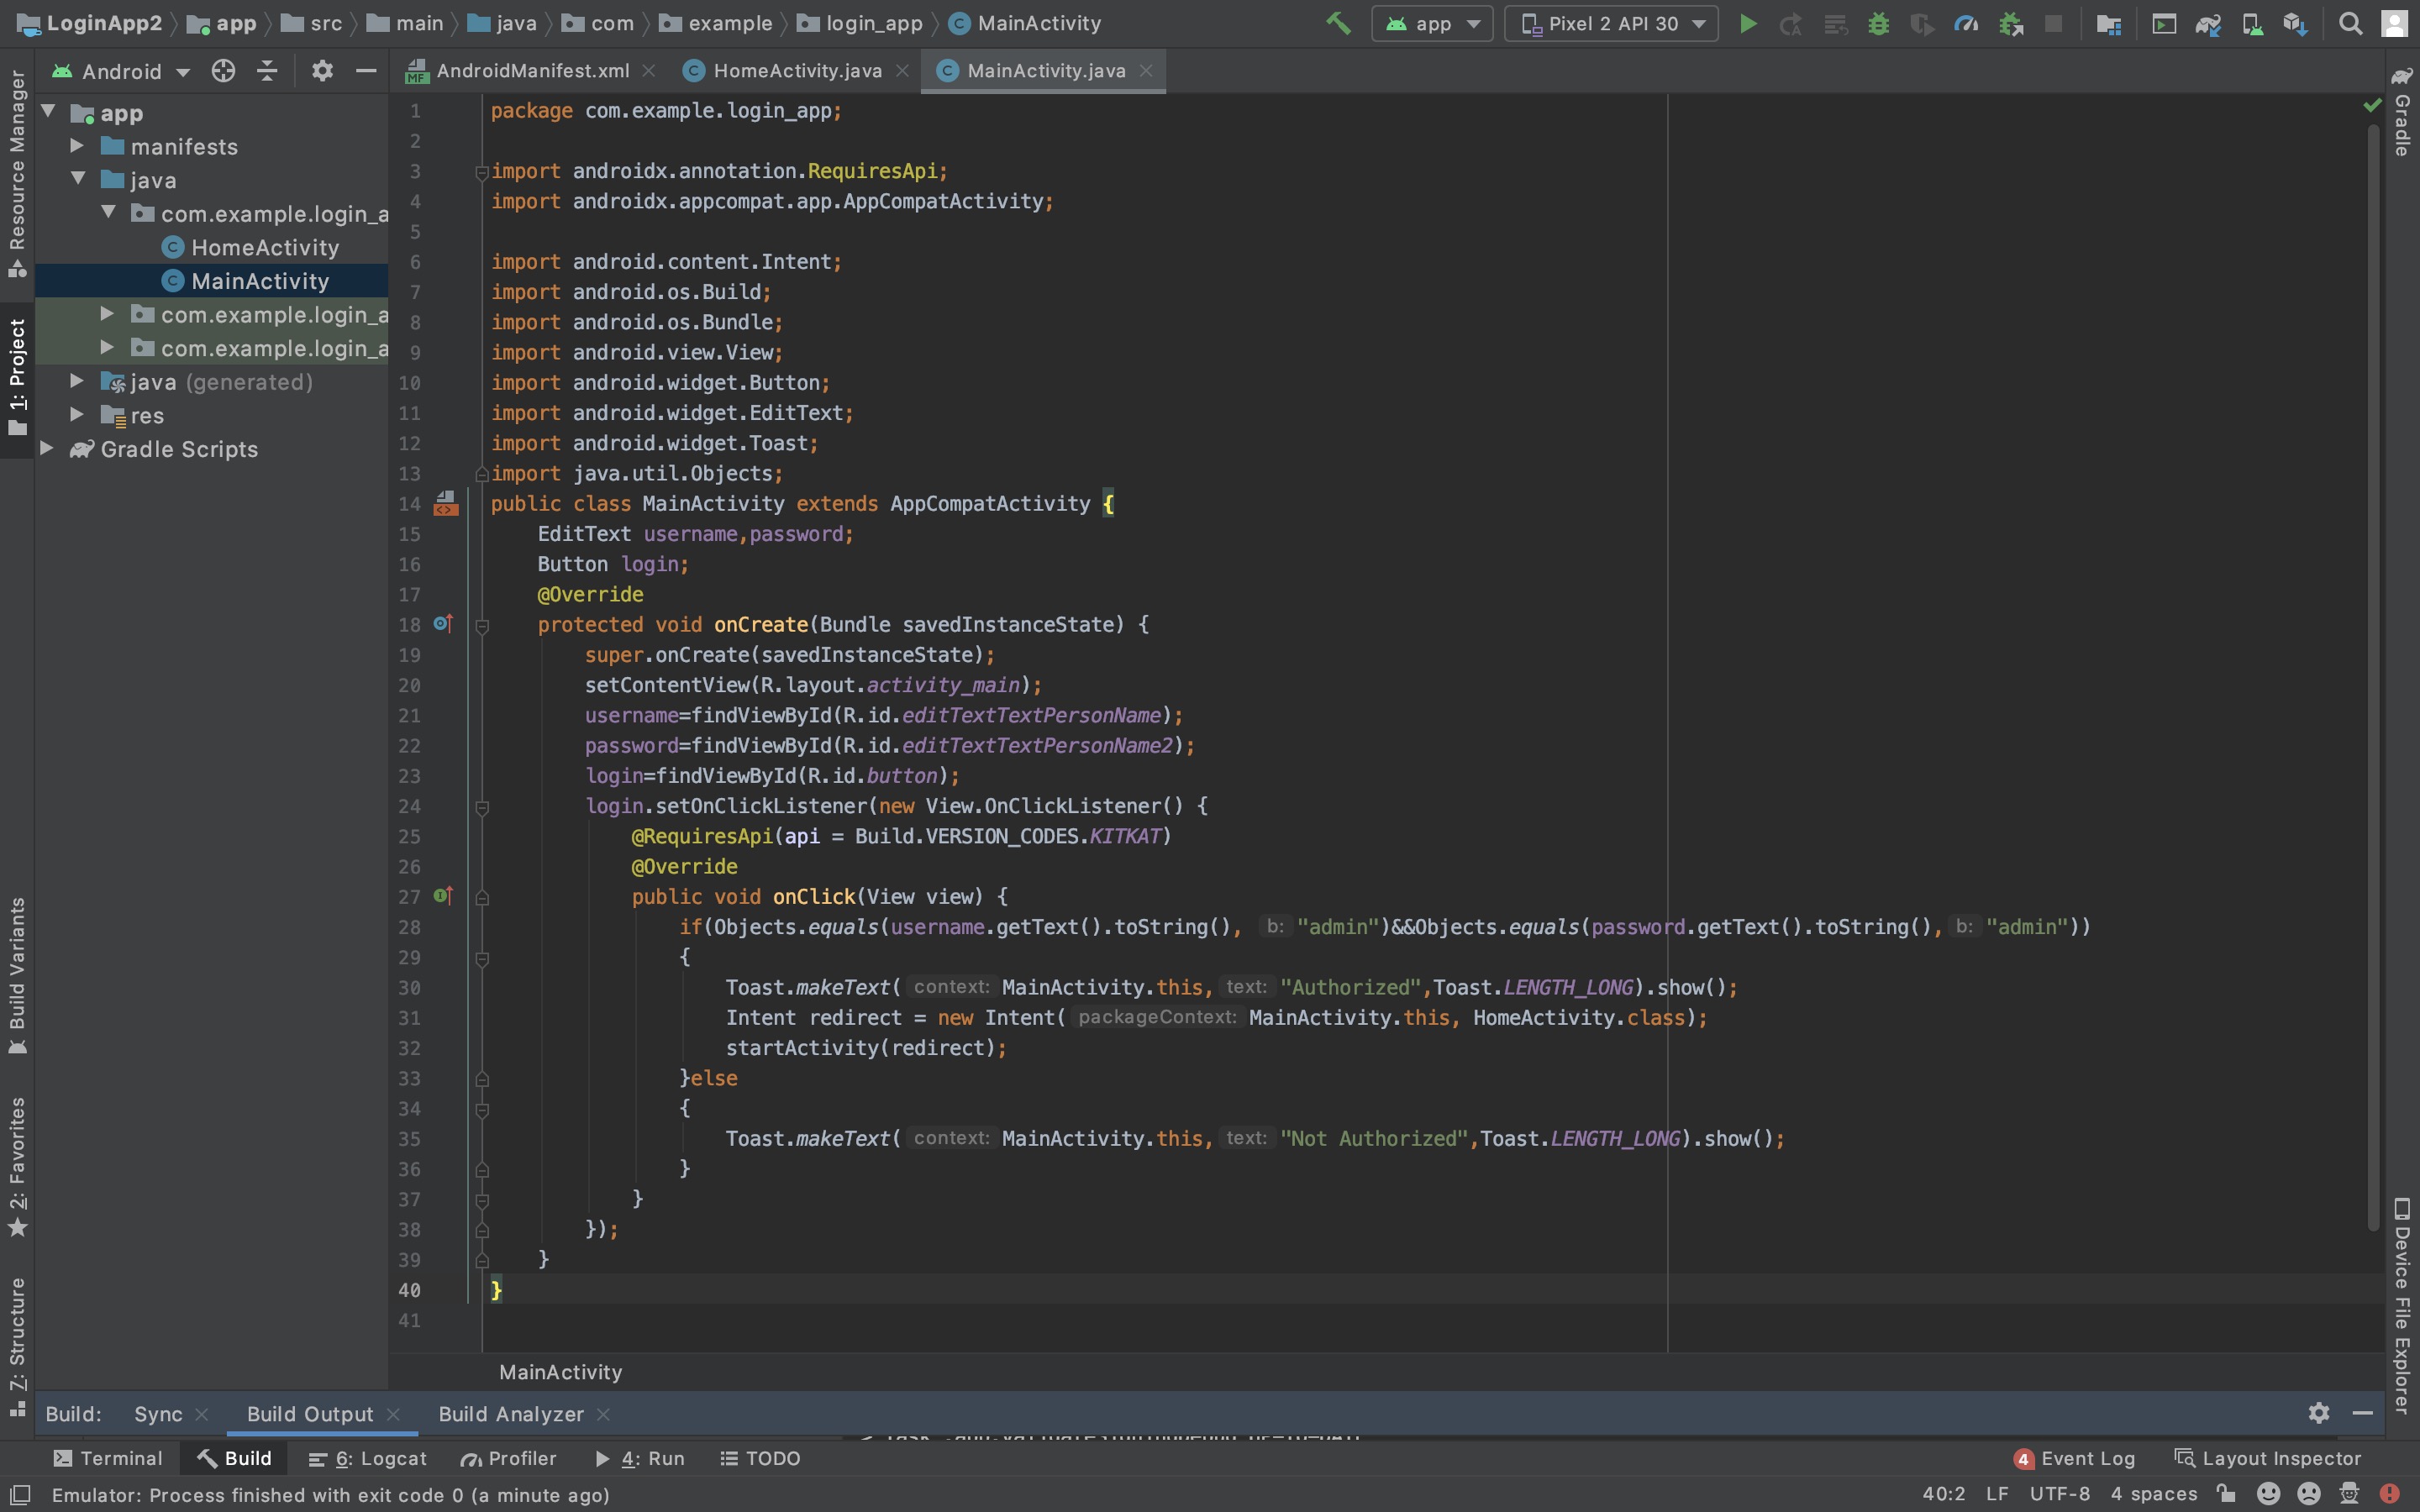 LoginApp2 app src main java com example login_app MainActivity app Pixel 2 API 30
Android AndroidManifest.xml HomeActivity.java MainActivity.java
Resource Manager
1: Project
Build Variants
2: Favorites
Z: Structure
app
manifests
java
com.example.login_a
HomeActivity
MainActivity
com.example.login_a
com.example.login_a
java (generated)
res
Gradle Scripts
1 package com.example.login_app;
2
3 import androidx.annotation.RequiresApi;
4 import androidx.appcompat.app.AppCompatActivity;
5
6 import android.content.Intent;
7 import android.os.Build;
8 import android.os.Bundle;
9 import android.view.View;
10 import android.widget.Button;
11 import android.widget.EditText;
12 import android.widget.Toast;
13 import java.util.Objects;
14 public class MainActivity extends AppCompatActivity {
15 EditText username,password;
16 Button login;
17 @Override
18 protected void onCreate(Bundle savedInstanceState) {
19 super.onCreate(savedInstanceState);
20 setContentView(R.layout.activity_main);
21 username=findViewById(R.id.editTextTextPersonName);
22 password=findViewById(R.id.editTextTextPersonName2);
23 login=findViewById(R.id.button);
24 login.setOnClickListener(new View.OnClickListener() {
25 @RequiresApi(api = Build.VERSION_CODES.KITKAT)
26 @Override
27 public void onClick(View view) {
28 if(Objects.equals(username.getText().toString(), b: "admin")&&Objects.equals(password.getText().toString(), b: "admin"))
29 {
30 Toast.makeText( context: MainActivity.this, text: "Authorized",Toast.LENGTH_LONG).show();
31 Intent redirect = new Intent( packageContext: MainActivity.this, HomeActivity.class);
32 startActivity(redirect);
33 }else
34 {
35 Toast.makeText( context: MainActivity.this, text: "Not Authorized",Toast.LENGTH_LONG).show();
36 }
37 }
38 });
39 }
40 }
41
MainActivity
Gradle
Device File Explorer
Build: Sync Build Output Build Analyzer
Terminal Build 6: Logcat Profiler 4: Run TODO 4 Event Log Layout Inspector
Emulator: Process finished with exit code 0 (a minute ago) 40:2 LF UTF-8 4 spaces